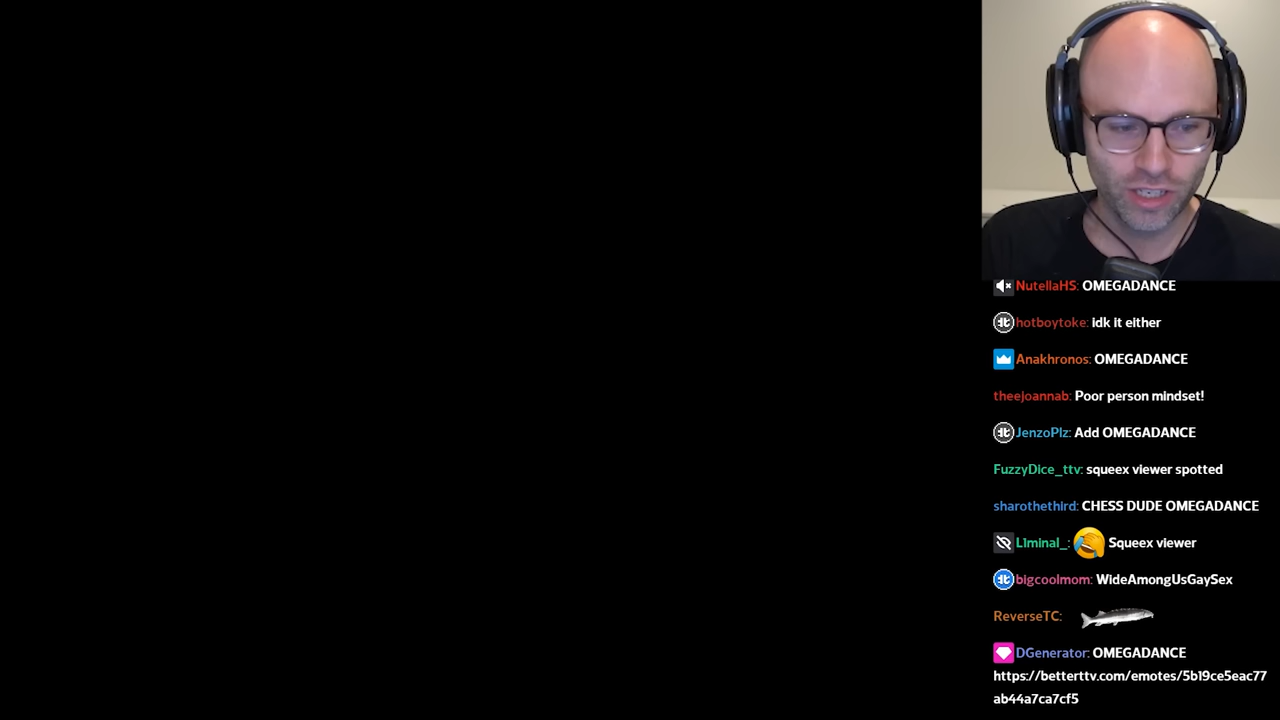 NutellaHS: OMEGADANCE
hotboytoke: idk it either
Anakhronos: OMEGADANCE
theejoannab: Poor person mindset!
JenzoPlz: Add OMEGADANCE
FuzzyDice_ttv: squeex viewer spotted
sharothethird: CHESS DUDE OMEGADANCE
L1minal_: Squeex viewer
bigcoolmom: WideAmongUsGaySex
ReverseTC:
DGenerator: OMEGADANCE
https://betterttv.com/emotes/5b19ce5eac77
ab44a7ca7cf5